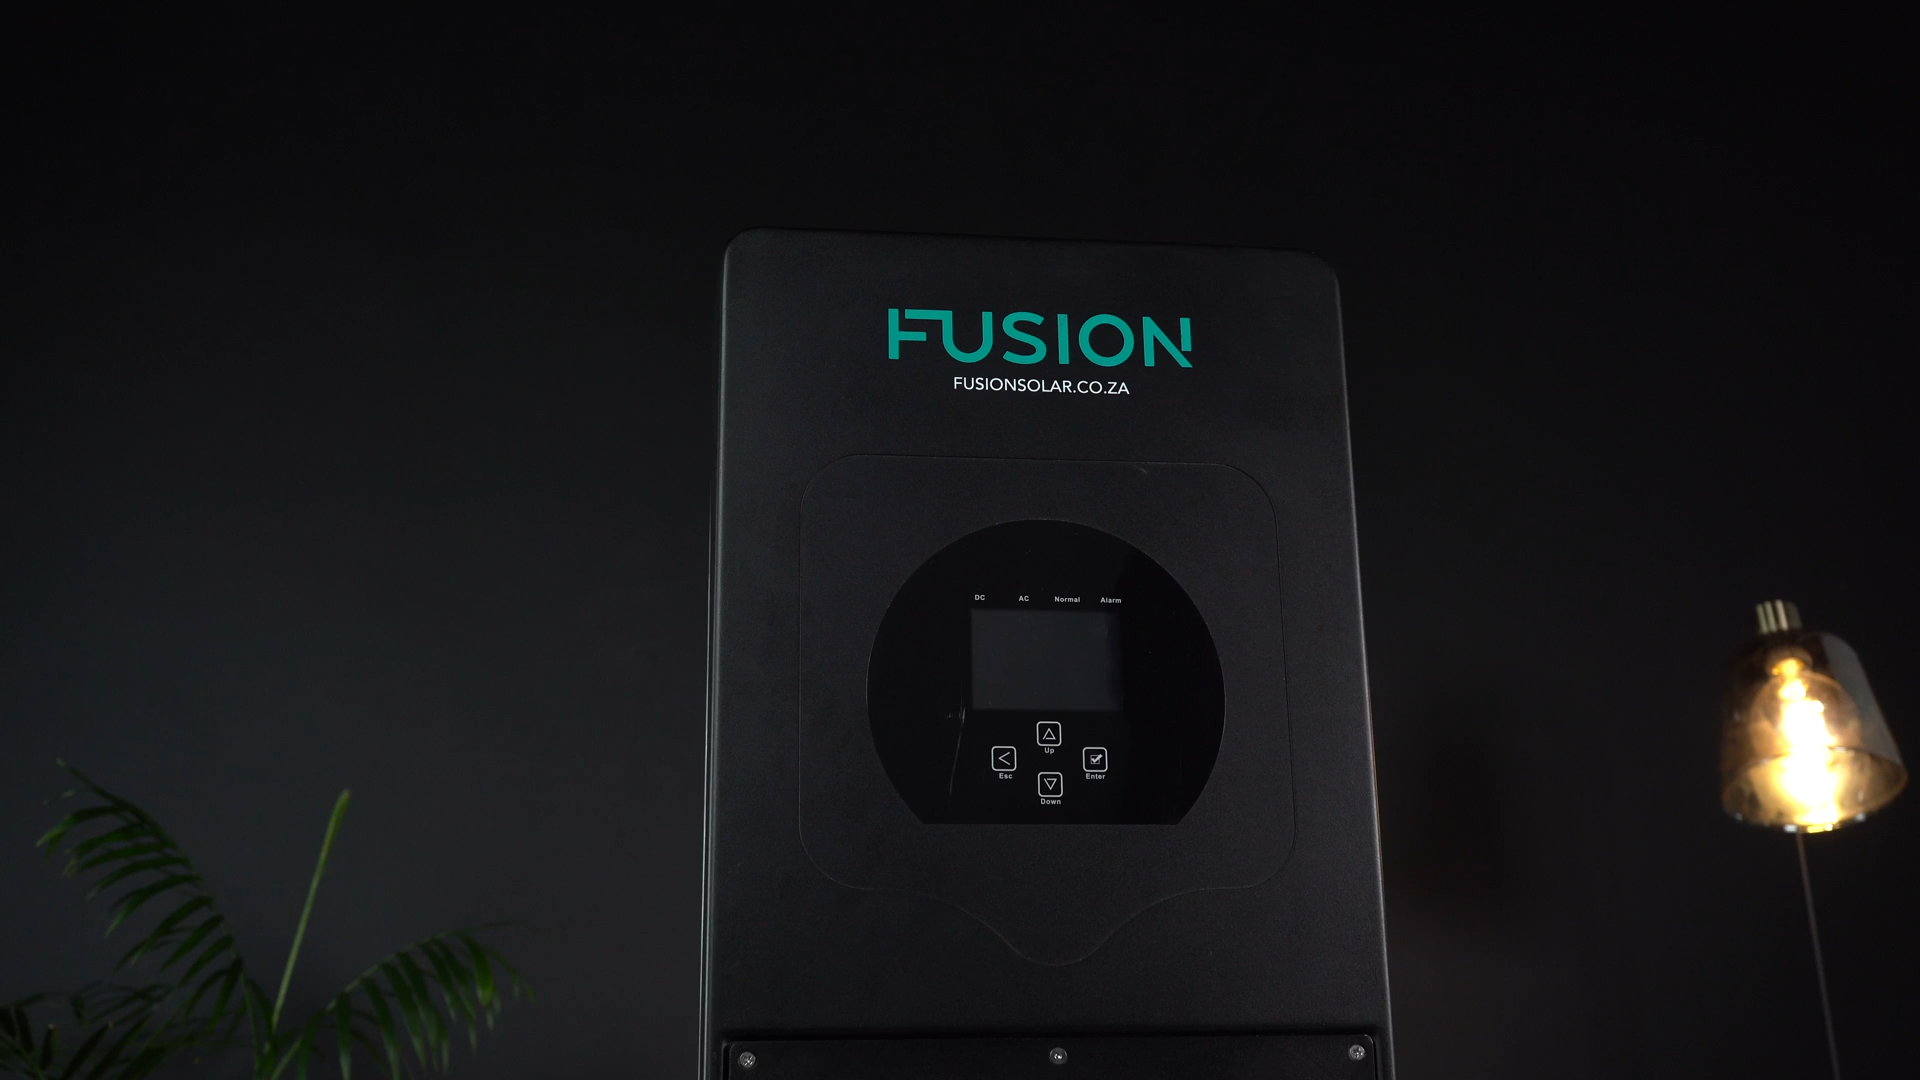 FUSION
FUSIONSOLAR.CO.ZA
DC AC Normal Alarm
Up
Esc Enter
Down